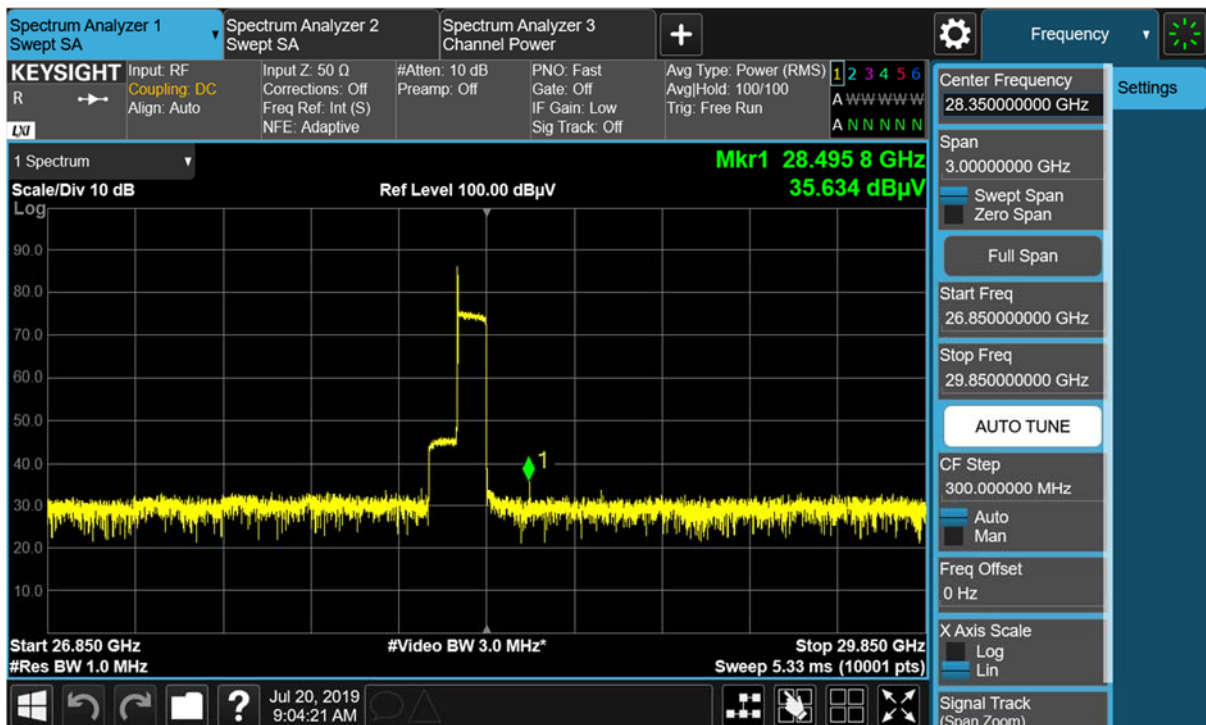 Spectrum Analyzer 1
Swept SA
Spectrum Analyzer 2
Swept SA
Spectrum Analyzer 3
Channel Power
+
Frequency
KEYSIGHT
R
LXI
Input: RF
Coupling: DC
Align: Auto
Input Z: 50 Ω
Corrections: Off
Freq Ref: Int (S)
NFE: Adaptive
#Atten: 10 dB
Preamp: Off
PNO: Fast
Gate: Off
IF Gain: Low
Sig Track: Off
Avg Type: Power (RMS)
Avg|Hold: 100/100
Trig: Free Run
1 2 3 4 5 6
A W W W W W
A N N N N N
1 Spectrum
Scale/Div 10 dB
Log
Ref Level 100.00 dBµV
Mkr1 28.495 8 GHz
35.634 dBµV
90.0
80.0
70.0
60.0
50.0
40.0
30.0
20.0
10.0
1
Start 26.850 GHz
#Res BW 1.0 MHz
#Video BW 3.0 MHz*
Stop 29.850 GHz
Sweep 5.33 ms (10001 pts)
?
Jul 20, 2019
9:04:21 AM
Center Frequency
28.350000000 GHz
Span
3.00000000 GHz
Swept Span
Zero Span
Full Span
Start Freq
26.850000000 GHz
Stop Freq
29.850000000 GHz
AUTO TUNE
CF Step
300.000000 MHz
Auto
Man
Freq Offset
0 Hz
X Axis Scale
Log
Lin
Signal Track
(Span Zoom)
Settings